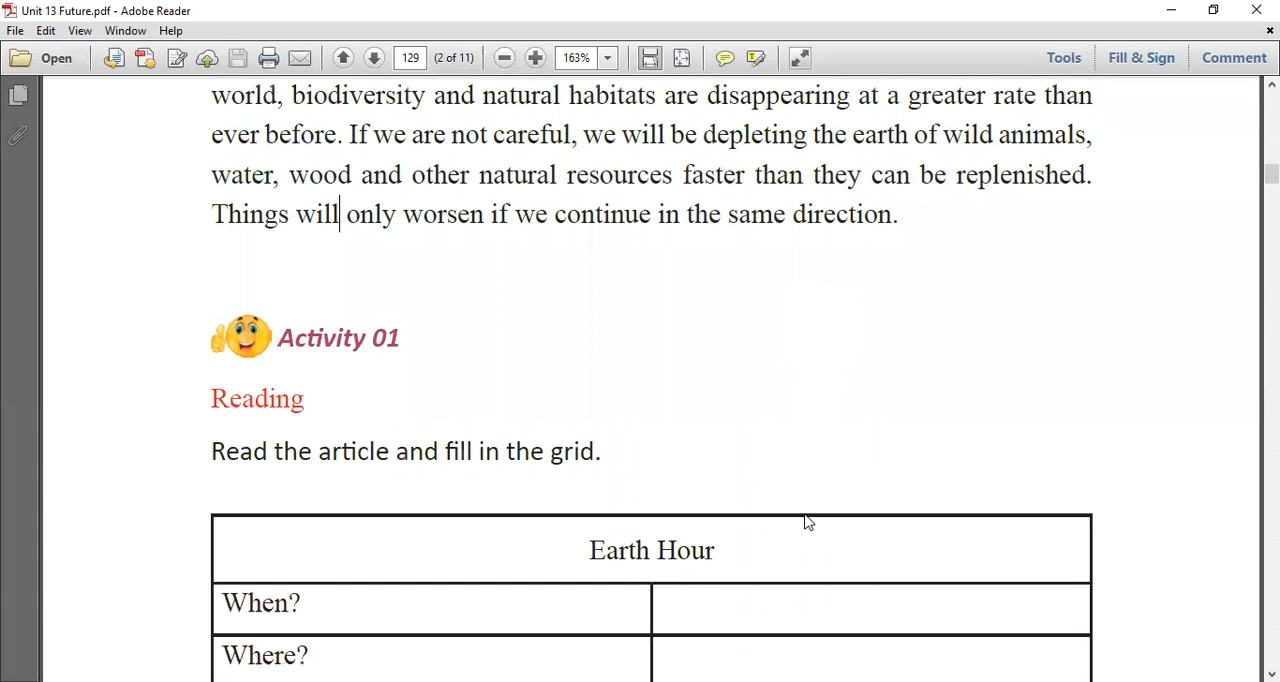 Unit 13 Future.pdf - Adobe Reader
File Edit View Window Help
Open 129 (2 of 11) 163% Tools Fill & Sign Comment
world, biodiversity and natural habitats are disappearing at a greater rate than
ever before. If we are not careful, we will be depleting the earth of wild animals,
water, wood and other natural resources faster than they can be replenished.
Things will only worsen if we continue in the same direction.
Activity 01
Reading
Read the article and fill in the grid.
Earth Hour
When?
Where?